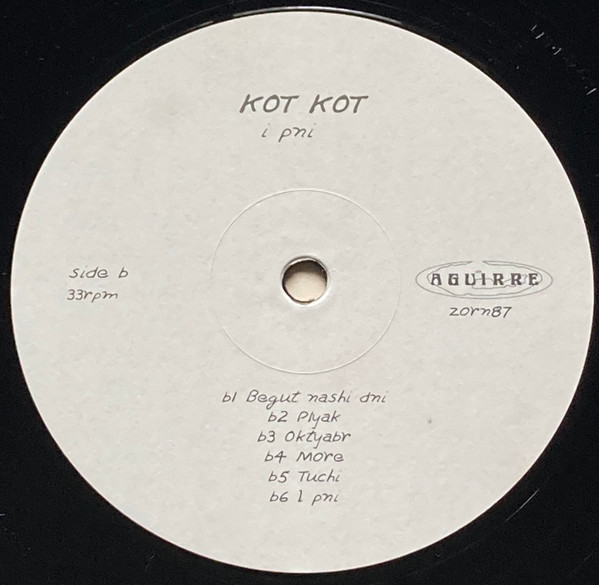 KOT KOT
i pni
side b
33rpm
AGUIRRE
zorn87
b1 Begut nashi dni
b2 Plyak
b3 Oktyabr
b4 More
b5 Tuchi
b6 I pni